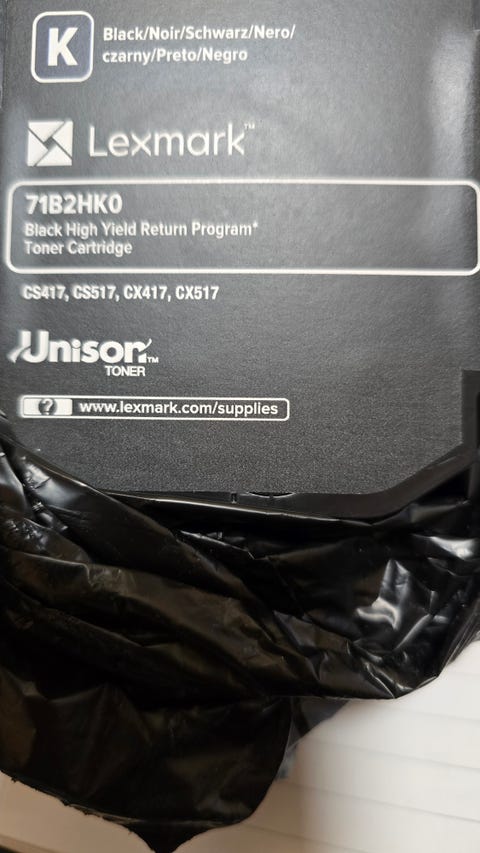 K
Black/Noir/Schwarz/Nero/
czarny/Preto/Negro
Lexmark™
71B2HK0
Black High Yield Return Program*
Toner Cartridge
CS417, CS517, CX417, CX517
Unison™
TONER
? www.lexmark.com/supplies